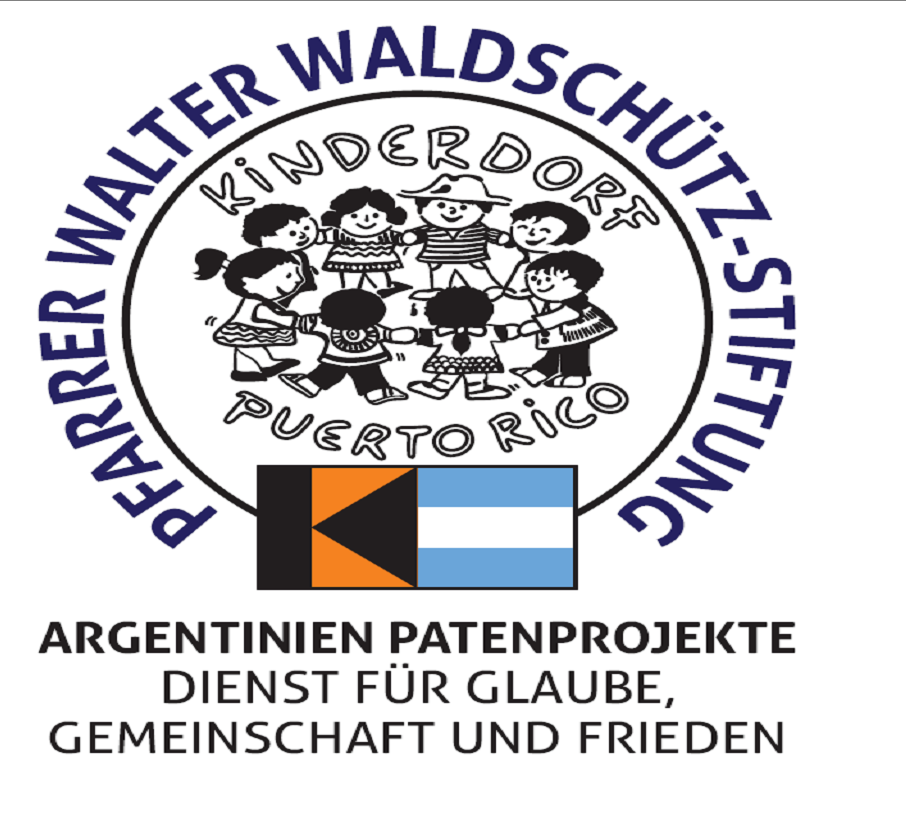 PFARRER WALTER WALDSCHÜTZ-STIFTUNG
KINDERDORF
PUERTO RICO
ARGENTINIEN PATENPROJEKTE
DIENST FÜR GLAUBE,
GEMEINSCHAFT UND FRIEDEN